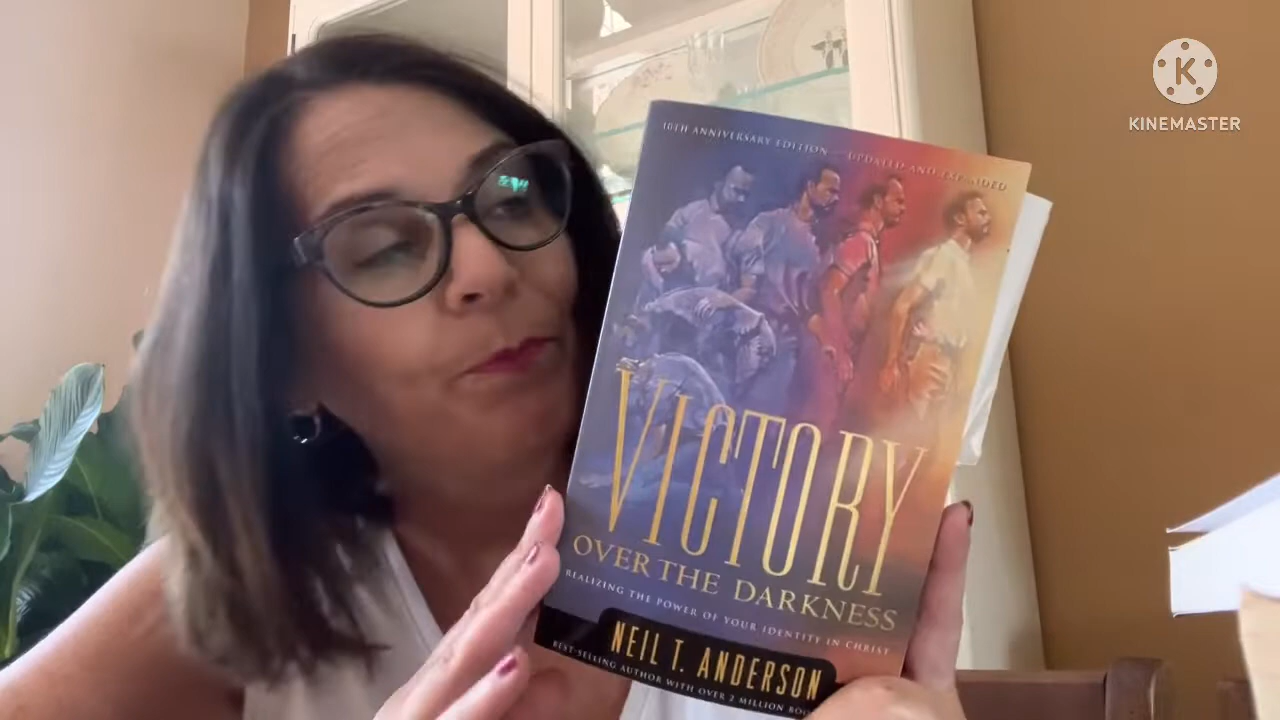 K
KINEMASTER
10TH ANNIVERSARY EDITION UPDATED AND EXPANDED
VICTORY
OVER THE DARKNESS
REALIZING THE POWER OF YOUR IDENTITY IN CHRIST
NEIL T. ANDERSON
BEST-SELLING AUTHOR WITH OVER 2 MILLION